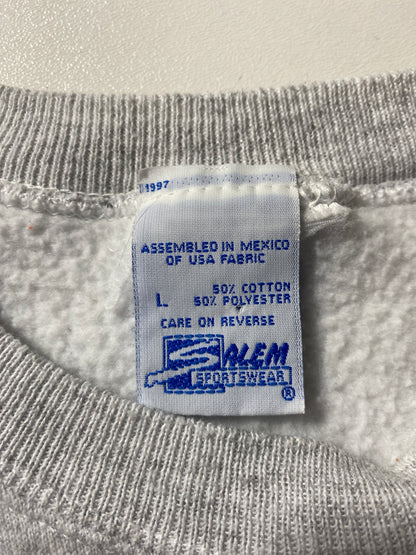 1997
ASSEMBLED IN MEXICO
OF USA FABRIC
50% COTTON
L 50% POLYESTER
CARE ON REVERSE
SALEM
SPORTSWEAR
®